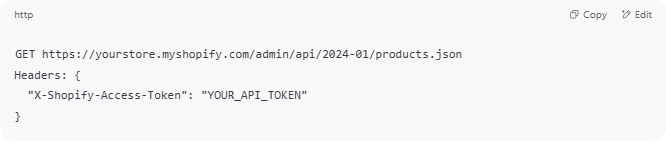 http Copy Edit
GET https://yourstore.myshopify.com/admin/api/2024-01/products.json
Headers: {
  "X-Shopify-Access-Token": "YOUR_API_TOKEN"
}